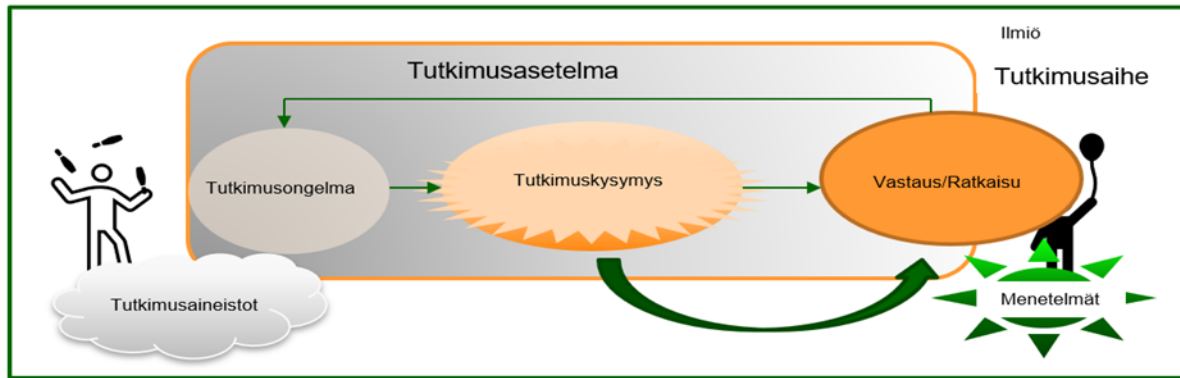 Ilmiö
Tutkimusasetelma
Tutkimusaihe
Tutkimusongelma
Tutkimuskysymys
Vastaus/Ratkaisu
Tutkimusaineistot
Menetelmät